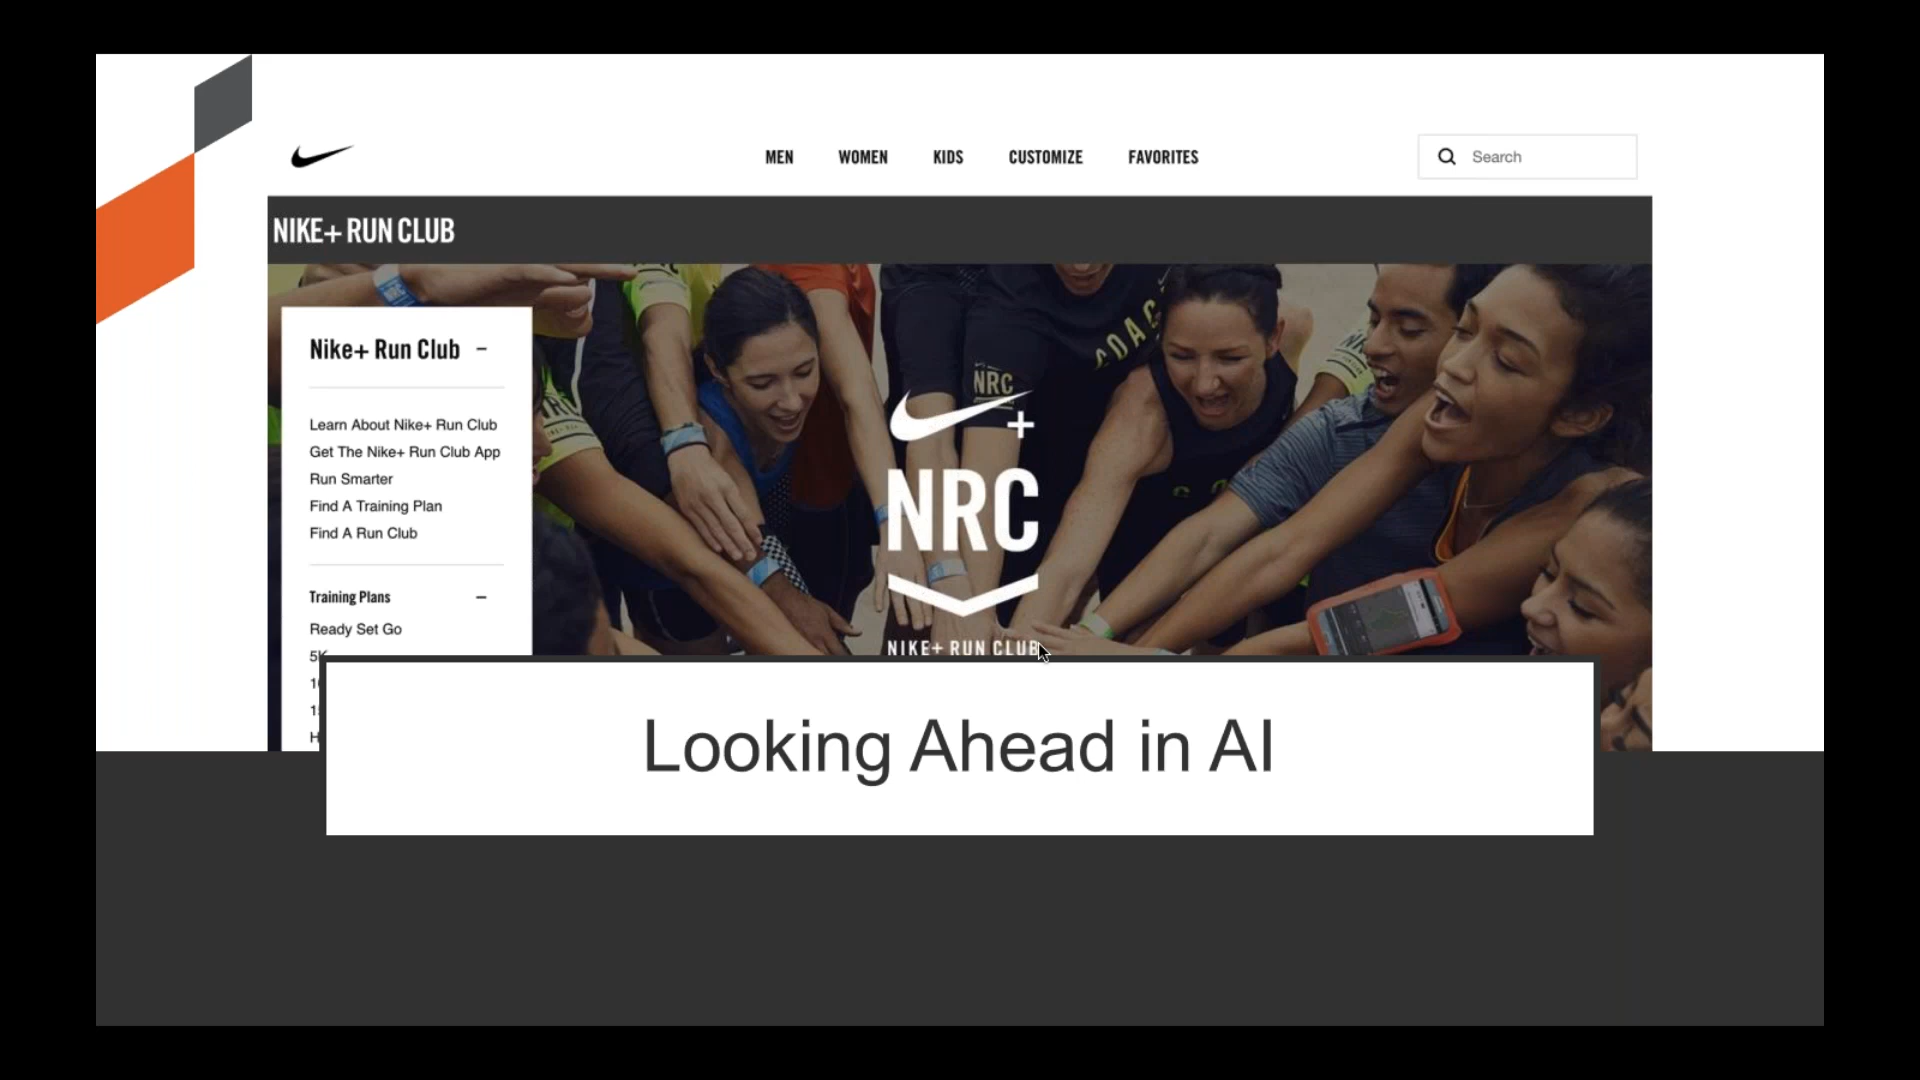 MEN WOMEN KIDS CUSTOMIZE FAVORITES Search
NIKE+ RUN CLUB
Nike+ Run Club
Learn About Nike+ Run Club
Get The Nike+ Run Club App
Run Smarter
Find A Training Plan
Find A Run Club
Training Plans
Ready Set Go
COAC
NRC
NRC
NIKE+ RUN CLUB
Looking Ahead in AI